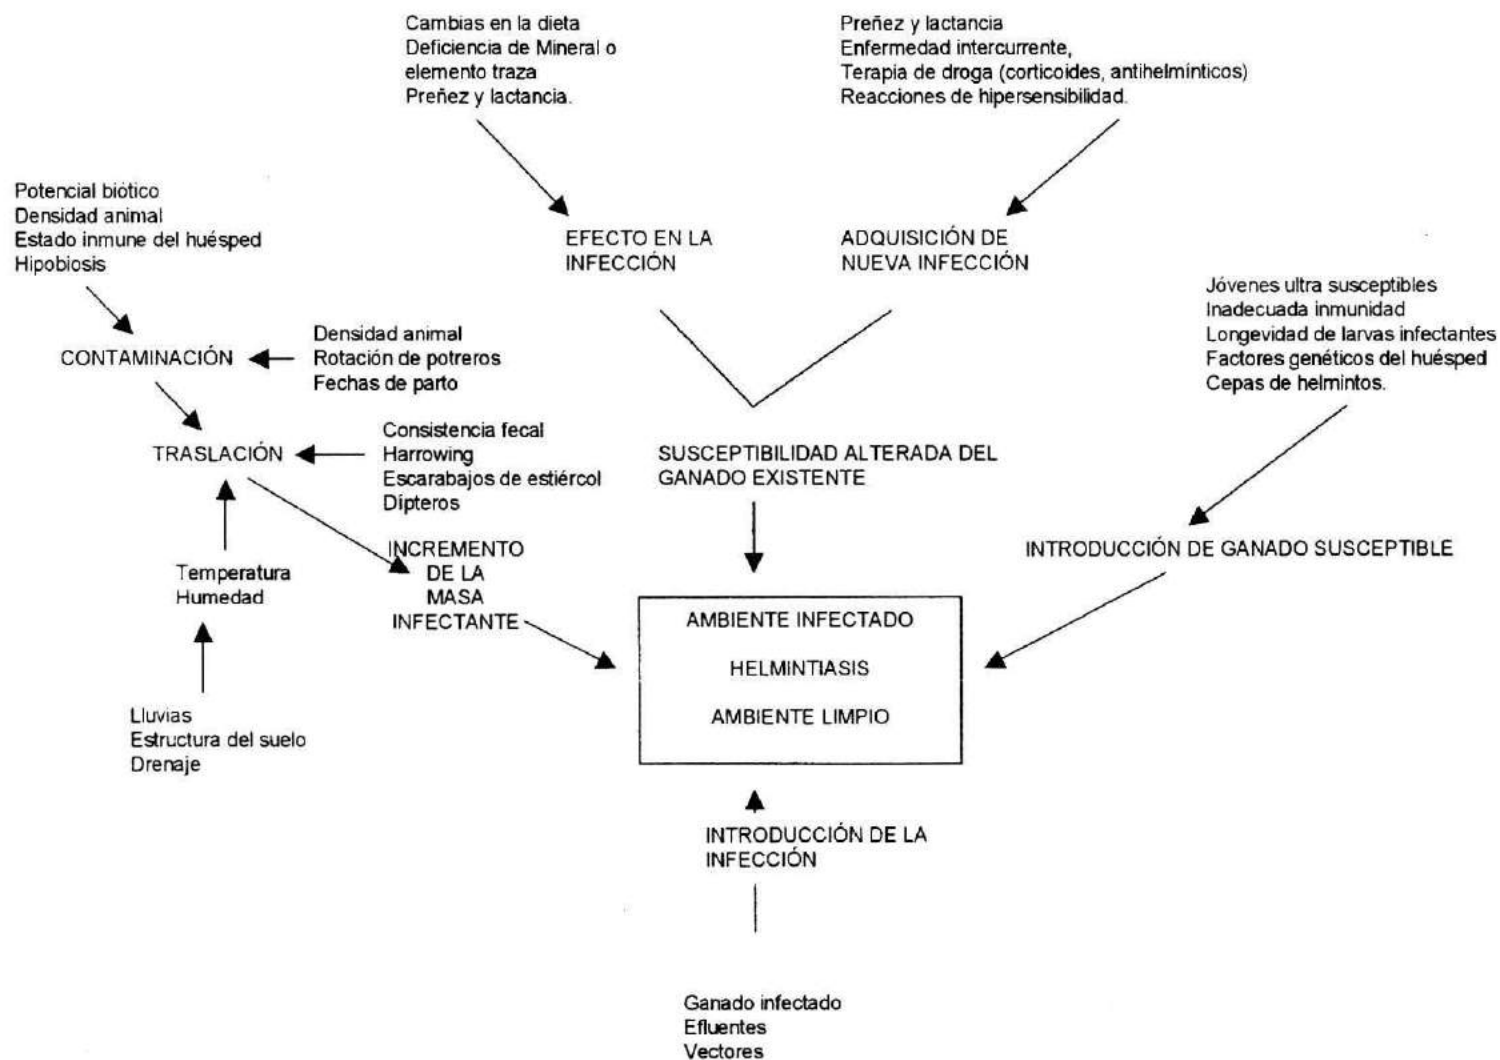 Cambias en la dieta
Deficiencia de Mineral o
elemento traza
Preñez y lactancia.
Preñez y lactancia
Enfermedad intercurrente,
Terapia de droga (corticoides, antihelmínticos)
Reacciones de hipersensibilidad.
Potencial biótico
Densidad animal
Estado inmune del huésped
Hipobiosis
EFECTO EN LA
INFECCIÓN
ADQUISICIÓN DE
NUEVA INFECCIÓN
Jóvenes ultra susceptibles
Inadecuada inmunidad
Longevidad de larvas infectantes
Factores genéticos del huésped
Cepas de helmintos.
CONTAMINACIÓN
Densidad animal
Rotación de potreros
Fechas de parto
TRASLACIÓN
Consistencia fecal
Harrowing
Escarabajos de estiércol
Dípteros
SUSCEPTIBILIDAD ALTERADA DEL
GANADO EXISTENTE
INTRODUCCIÓN DE GANADO SUSCEPTIBLE
Temperatura
Humedad
INCREMENTO
DE LA
MASA
INFECTANTE
AMBIENTE INFECTADO
HELMINTIASIS
AMBIENTE LIMPIO
Lluvias
Estructura del suelo
Drenaje
INTRODUCCIÓN DE LA
INFECCIÓN
Ganado infectado
Efluentes
Vectores